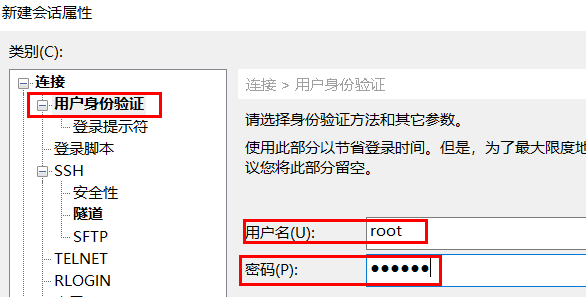 新建会话属性
类别(C):
连接
用户身份验证
登录提示符
登录脚本
SSH
安全性
隧道
SFTP
TELNET
RLOGIN
连接 > 用户身份验证
请选择身份验证方法和其它参数。
使用此部分以节省登录时间。但是，为了最大限度地
议您将此部分留空。
用户名(U):
root
密码(P):
●●●●●●